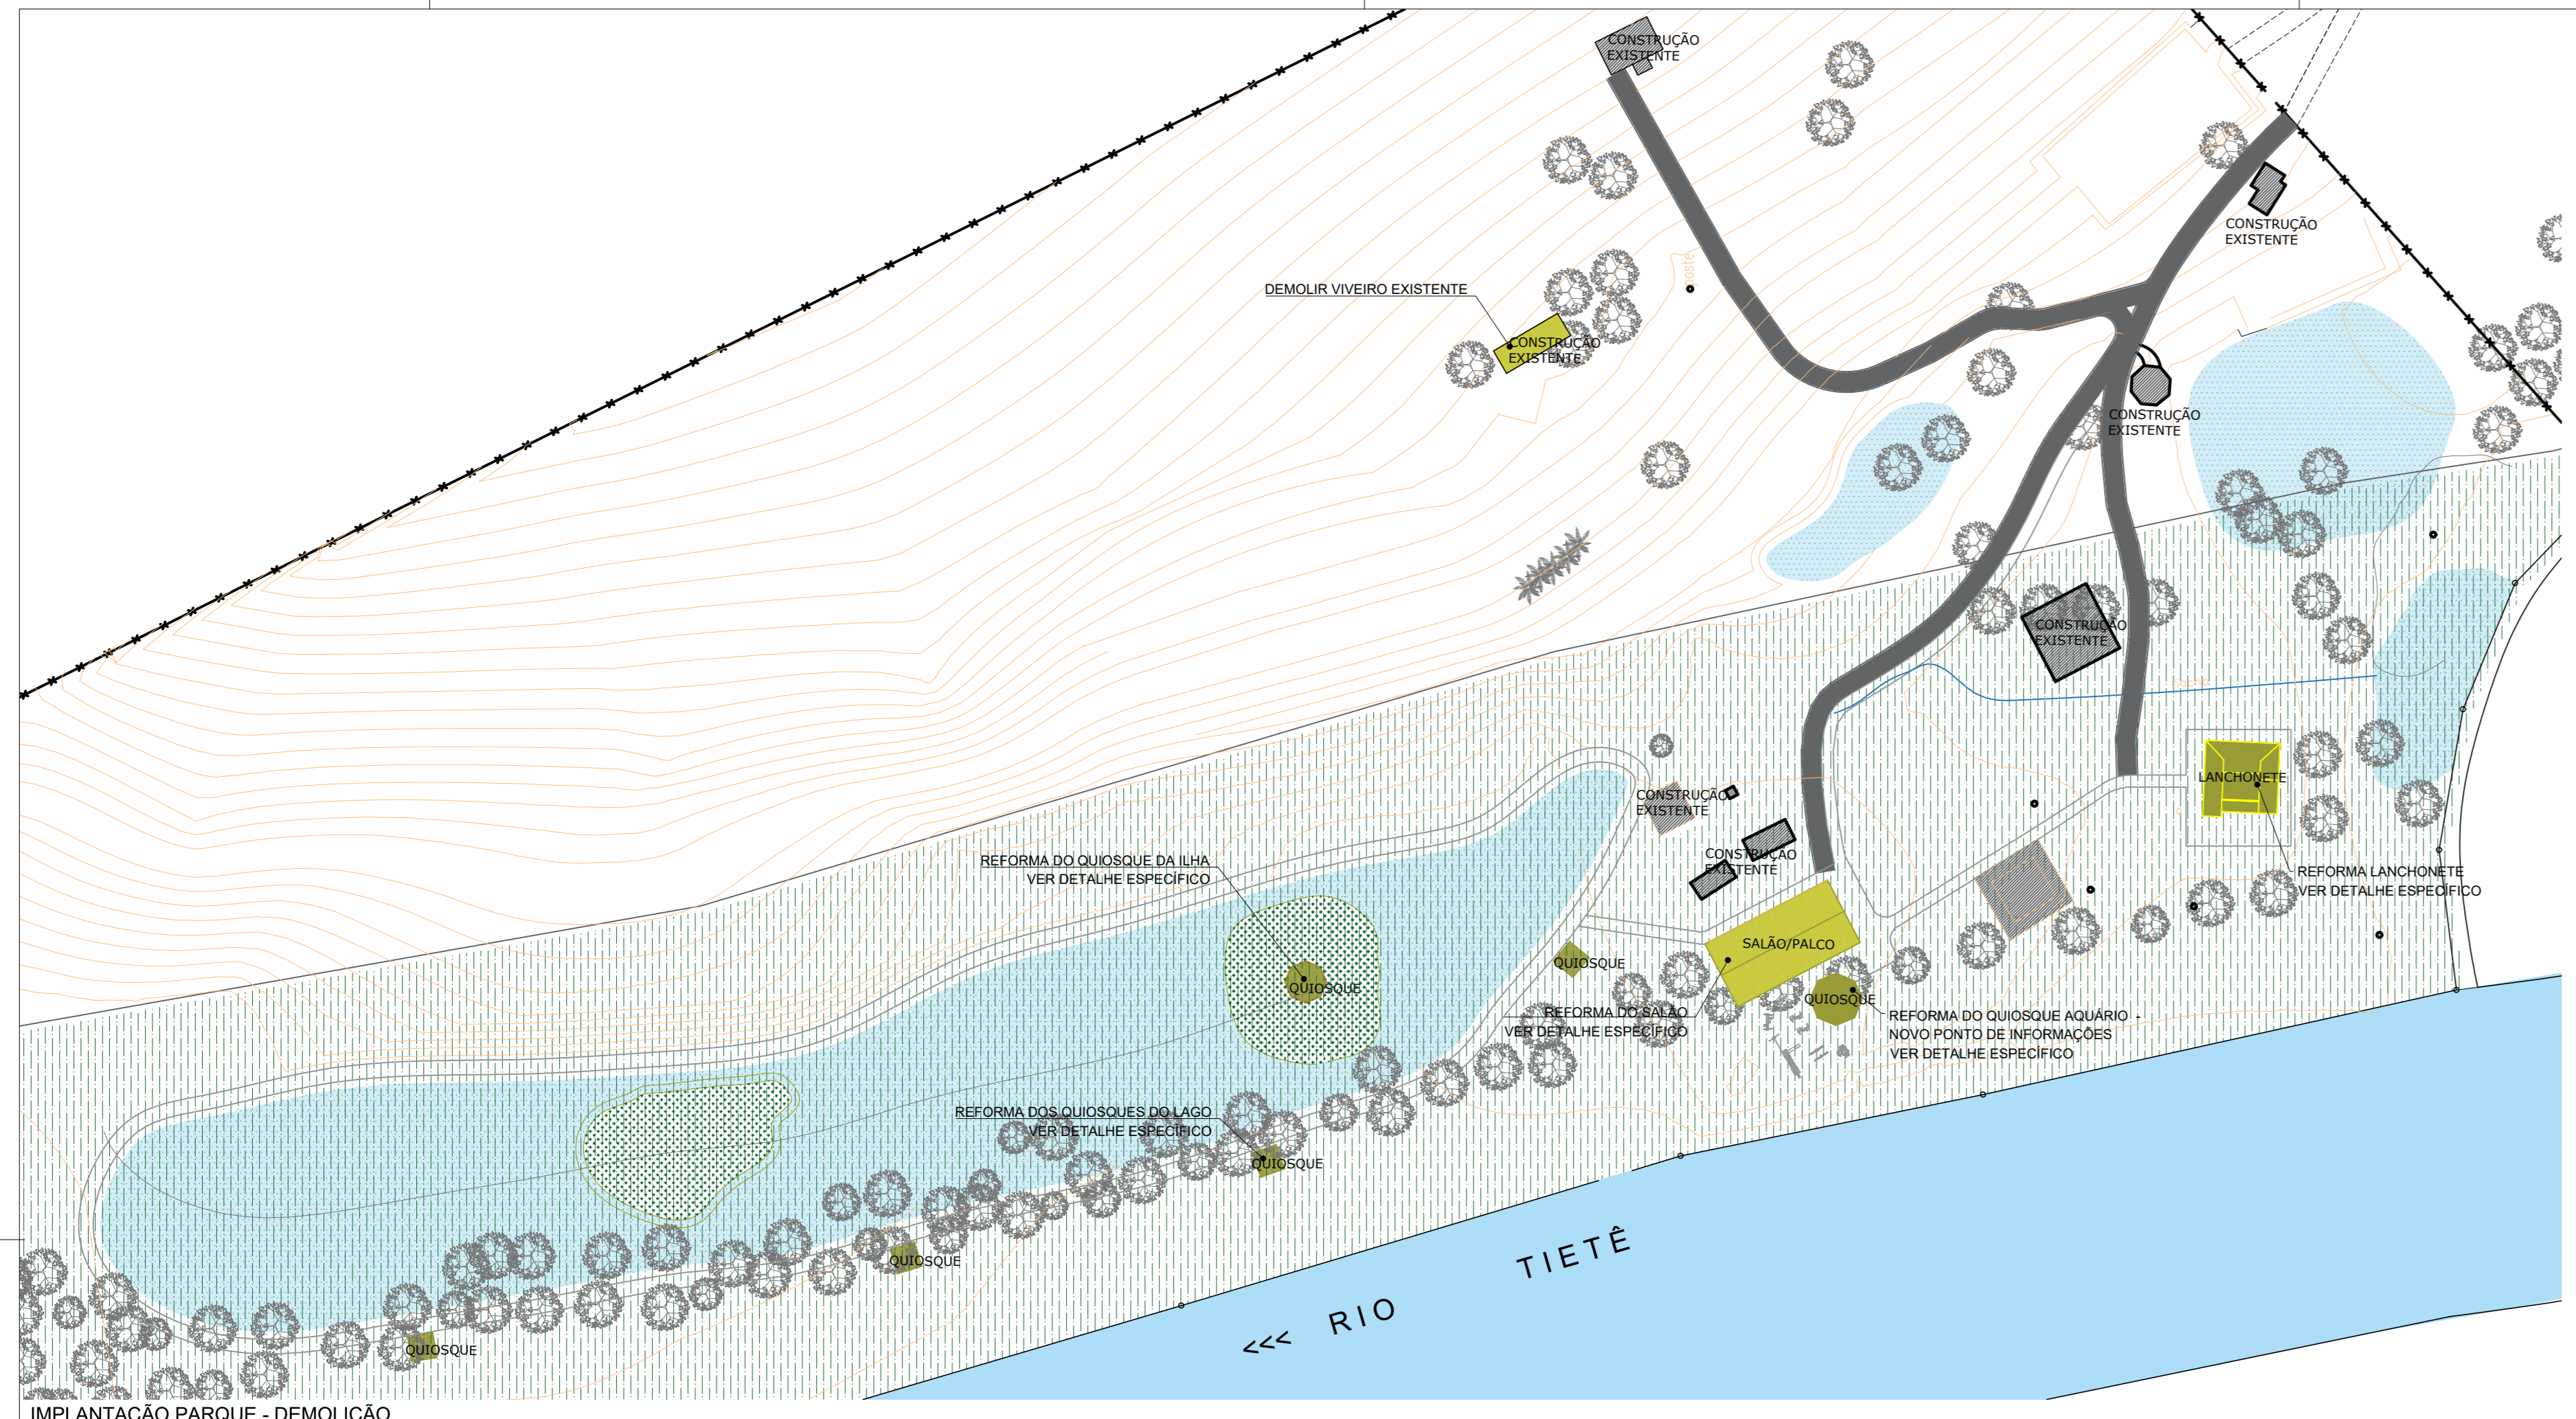 CONSTRUÇÃO
EXISTENTE
CONSTRUÇÃO
EXISTENTE
DEMOLIR VIVEIRO EXISTENTE
CONSTRUÇÃO
EXISTENTE
CONSTRUÇÃO
EXISTENTE
CONSTRUÇÃO
EXISTENTE
LANCHONETE
CONSTRUÇÃO
EXISTENTE
CONSTRUÇÃO
EXISTENTE
REFORMA DO QUIOSQUE DA ILHA
VER DETALHE ESPECÍFICO
REFORMA LANCHONETE
VER DETALHE ESPECÍFICO
SALÃO/PALCO
QUIOSQUE
QUIOSQUE
QUIOSQUE
REFORMA DO SALÃO
VER DETALHE ESPECÍFICO
REFORMA DO QUIOSQUE AQUÁRIO -
NOVO PONTO DE INFORMAÇÕES
VER DETALHE ESPECÍFICO
REFORMA DOS QUIOSQUES DO LAGO
VER DETALHE ESPECÍFICO
QUIOSQUE
QUIOSQUE
QUIOSQUE
<<< RIO TIETÊ
IMPLANTAÇÃO PARQUE - DEMOLIÇÃO